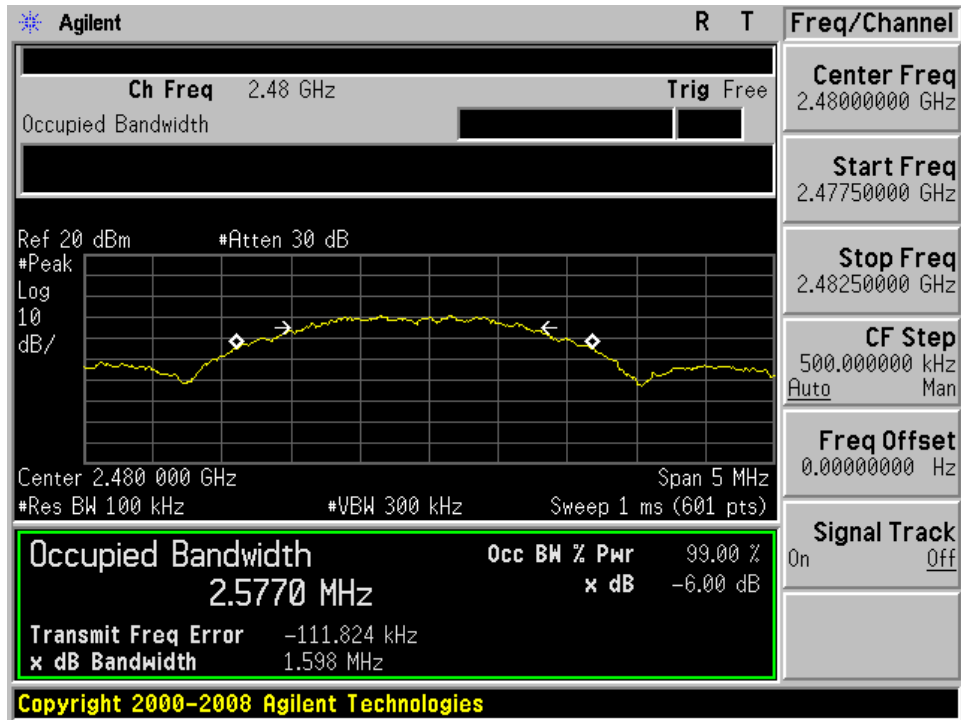 Agilent R T
Freq/Channel
Ch Freq 2.48 GHz Trig Free
Occupied Bandwidth
Center Freq
2.48000000 GHz
Start Freq
2.47750000 GHz
Stop Freq
2.48250000 GHz
CF Step
500.000000 kHz
Auto Man
Freq Offset
0.00000000 Hz
Signal Track
On Off
Ref 20 dBm #Atten 30 dB
#Peak
Log
10
dB/
Center 2.480 000 GHz Span 5 MHz
#Res BW 100 kHz #VBW 300 kHz Sweep 1 ms (601 pts)
Occupied Bandwidth Occ BW % Pwr 99.00 %
2.5770 MHz x dB -6.00 dB
Transmit Freq Error -111.824 kHz
x dB Bandwidth 1.598 MHz
Copyright 2000-2008 Agilent Technologies